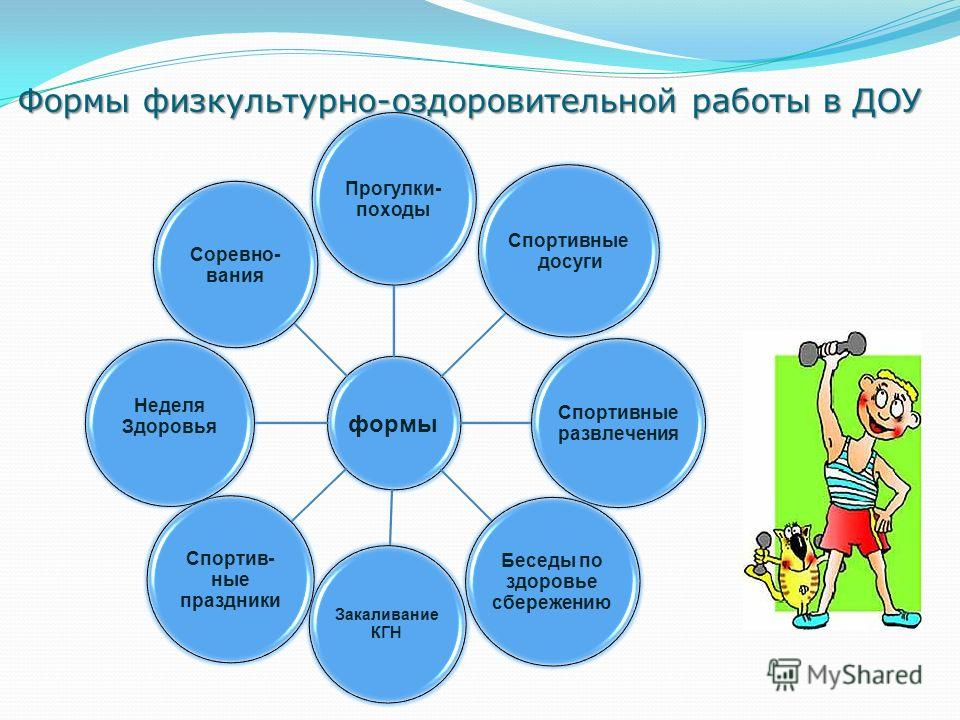 Формы физкультурно-оздоровительной работы в ДОУ
Прогулки-
походы
Спортивные
досуги
Спортивные
развлечения
Беседы по
здоровье
сбережению
Закаливание
КГН
Спортив-
ные
праздники
Неделя
Здоровья
Соревно-
вания
формы
MyShared